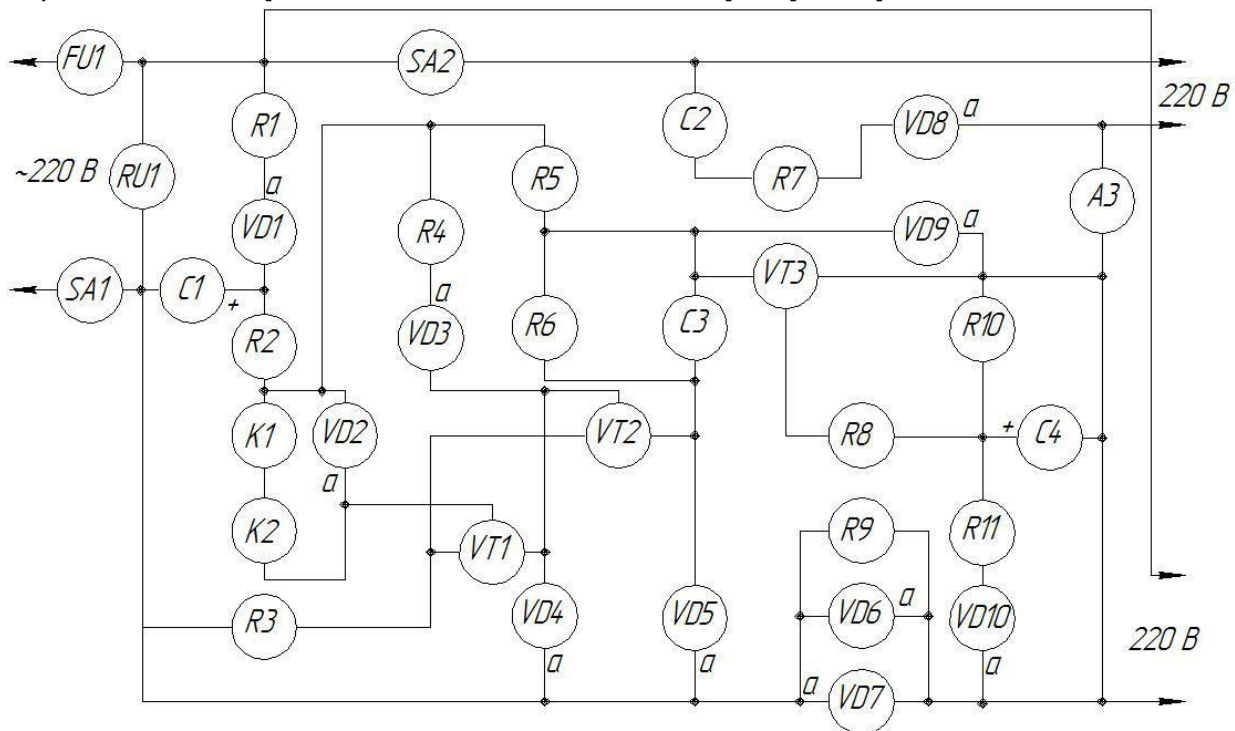 FU1
SA2
R1
C2
VD8
a
220 В
RU1
~220 В
a
R5
R7
A3
VD1
R4
VD9
a
SA1
C1
+
a
VT3
R2
VD3
R6
C3
R10
K1
VD2
VT2
R8
+
C4
a
K2
VT1
R9
R11
R3
VD4
VD5
VD6
a
VD10
a
a
a
VD7
a
220 В